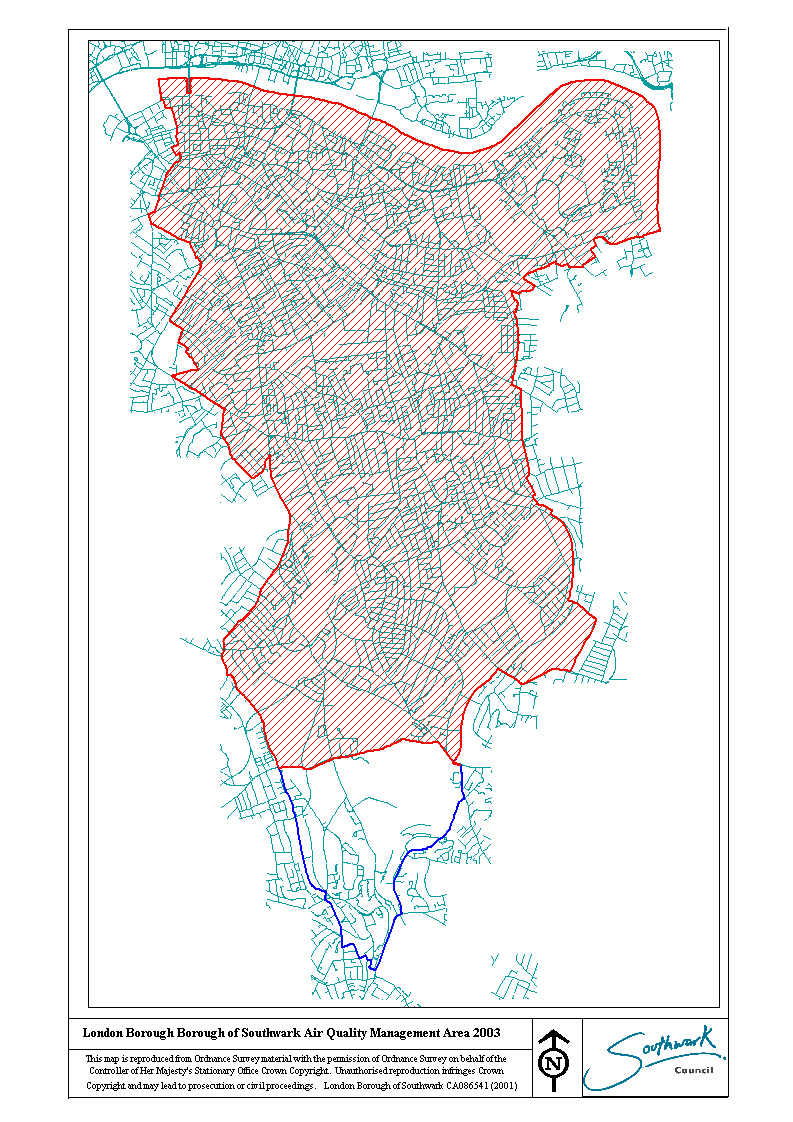 London Borough Borough of Southwark Air Quality Management Area 2003
This map is reproduced from Ordnance Survey material with the permission of Ordnance Survey on behalf of the
Controller of Her Majesty's Stationary Office Crown Copyright. Unauthorised reproduction infringes Crown
Copyright and may lead to prosecution or civil proceedings. London Borough of Southwark CA086541 (2001)
N
Southwark
Council